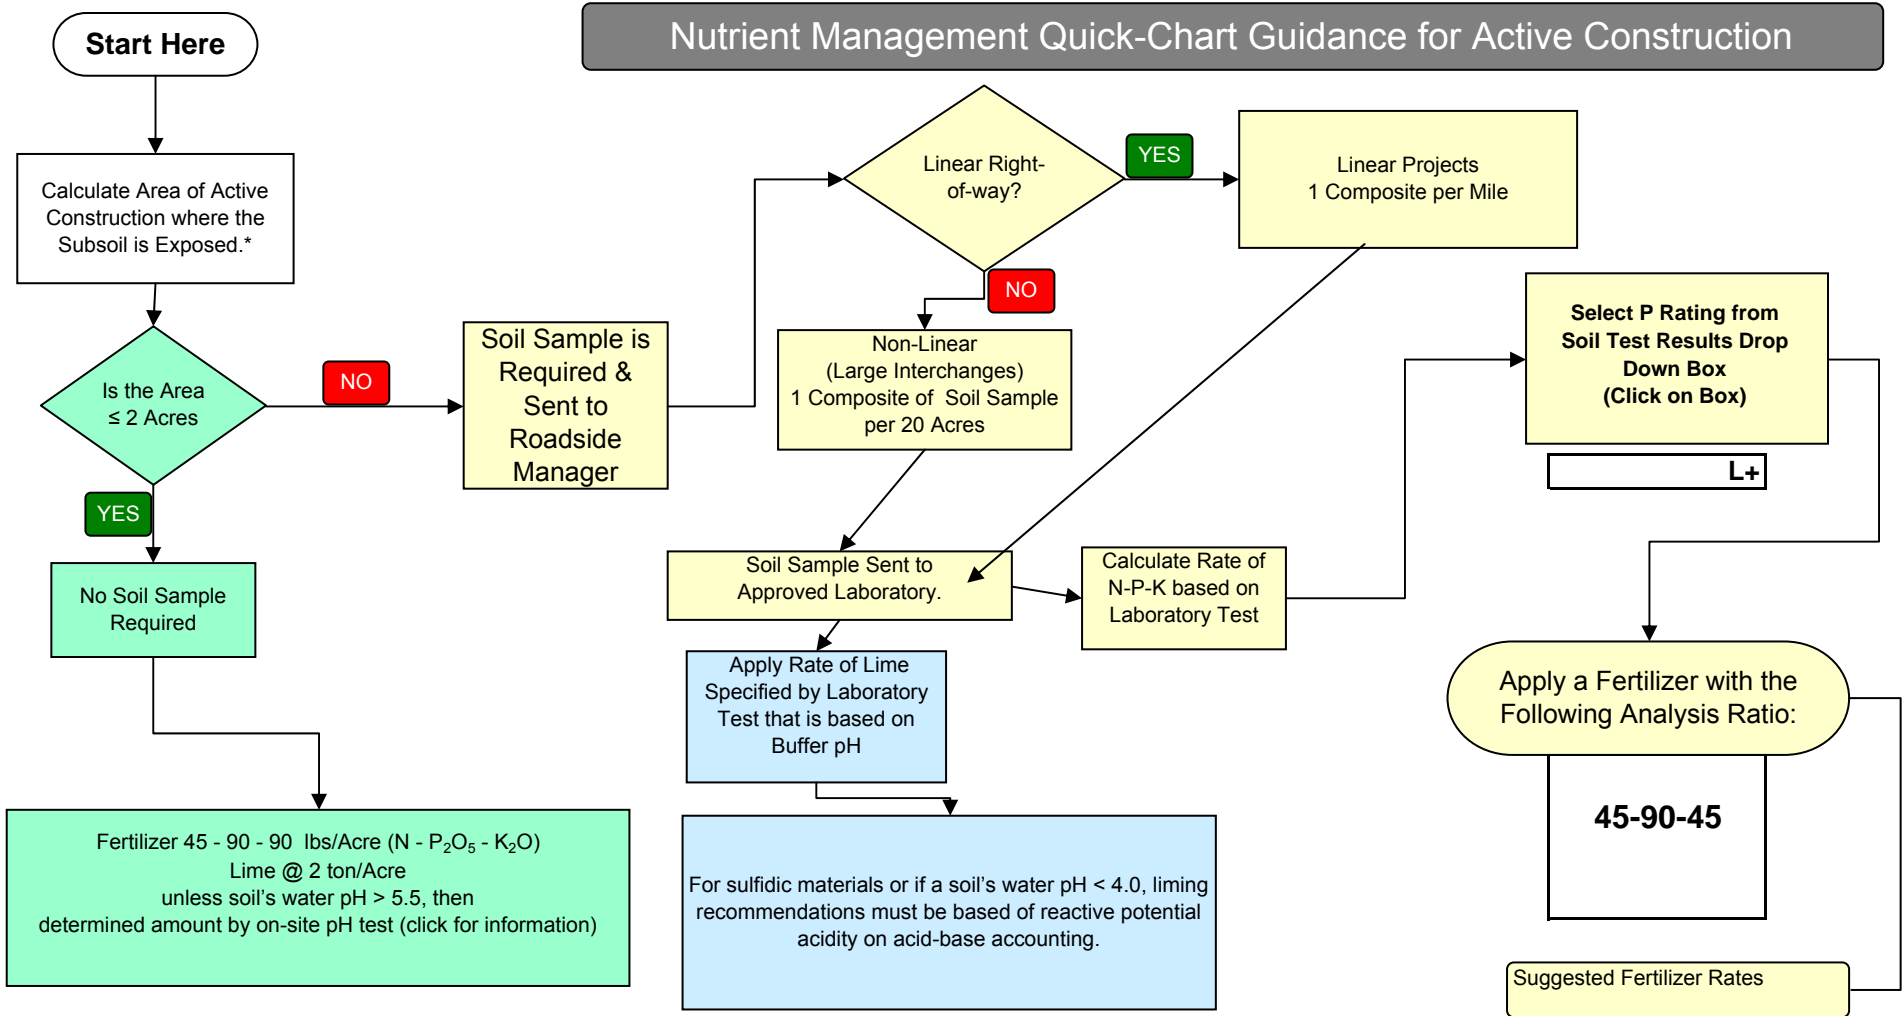 Start Here
Nutrient Management Quick-Chart Guidance for Active Construction
Calculate Area of Active
Construction where the
Subsoil is Exposed.*
Is the Area
≤ 2 Acres
NO
YES
No Soil Sample
Required
Fertilizer 45 - 90 - 90 lbs/Acre (N - P₂O₅ - K₂O)
Lime @ 2 ton/Acre
unless soil's water pH > 5.5, then
determined amount by on-site pH test (click for information)
Soil Sample is
Required &
Sent to
Roadside
Manager
Linear Right-
of-way?
YES
NO
Linear Projects
1 Composite per Mile
Non-Linear
(Large Interchanges)
1 Composite of Soil Sample
per 20 Acres
Soil Sample Sent to
Approved Laboratory.
Apply Rate of Lime
Specified by Laboratory
Test that is based on
Buffer pH
For sulfidic materials or if a soil's water pH < 4.0, liming
recommendations must be based of reactive potential
acidity on acid-base accounting.
Calculate Rate of
N-P-K based on
Laboratory Test
Select P Rating from
Soil Test Results Drop
Down Box
(Click on Box)
L+
Apply a Fertilizer with the
Following Analysis Ratio:
45-90-45
Suggested Fertilizer Rates